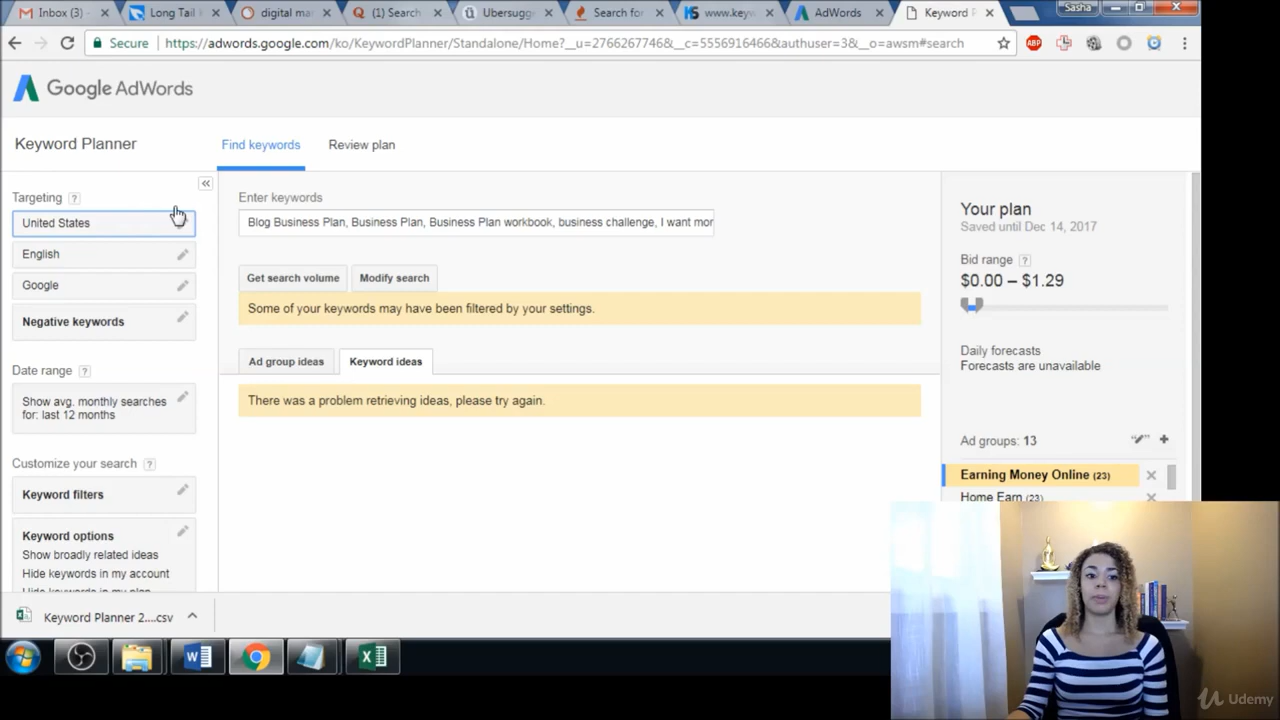 Inbox (3) -
Long Tail
digital ma
(1) Search
Ubersugg
Search for
www.keyw
AdWords
Keyword P
Sasha
Secure
https://adwords.google.com/ko/KeywordPlanner/Standalone/Home?__u=2766267746&__c=5556916466&authuser=3&__o=awsm#search
ABP
Google AdWords
Keyword Planner
Find keywords
Review plan
Targeting ?
United States
English
Google
Negative keywords
Date range ?
Show avg. monthly searches
for: last 12 months
Customize your search ?
Keyword filters
Keyword options
Show broadly related ideas
Hide keywords in my account
Hide keywords in my plan
Enter keywords
Blog Business Plan, Business Plan, Business Plan workbook, business challenge, I want mor
Get search volume
Modify search
Some of your keywords may have been filtered by your settings.
Ad group ideas
Keyword ideas
There was a problem retrieving ideas, please try again.
Your plan
Saved until Dec 14, 2017
Bid range ?
$0.00 – $1.29
Daily forecasts
Forecasts are unavailable
Ad groups: 13
Earning Money Online (23)
Home Earn (23)
Keyword Planner 2....csv
Udemy